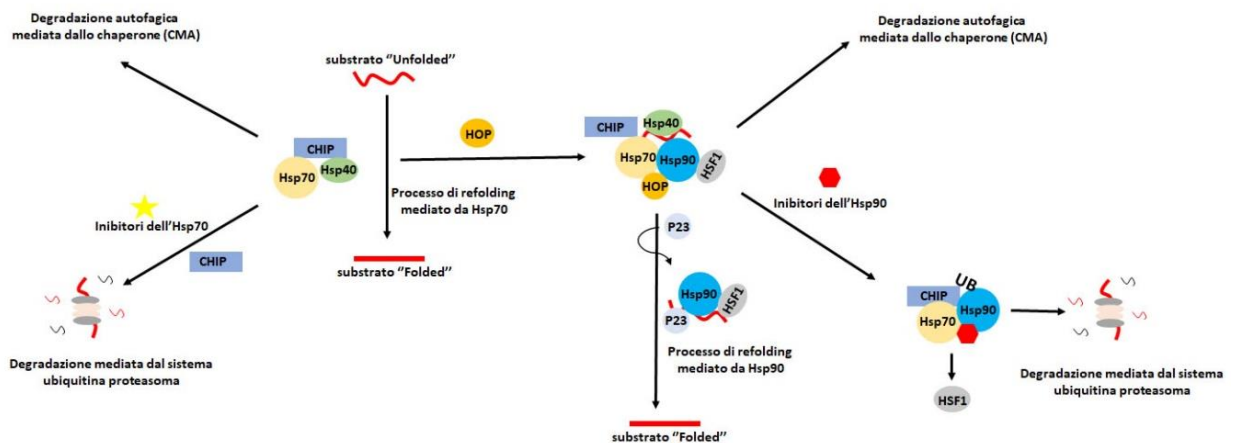 Degradazione autofagica
mediata dallo chaperone (CMA)
substrato "Unfolded"
CHIP
Hsp70
Hsp40
HOP
Processo di refolding
mediato da Hsp70
substrato "Folded"
Inibitori dell'Hsp70
CHIP
Degradazione mediata dal sistema
ubiquitina proteasoma
CHIP
Hsp40
Hsp70
Hsp90
HSF1
HOP
P23
Hsp90
HSF1
P23
Processo di refolding
mediato da Hsp90
substrato "Folded"
Degradazione autofagica
mediata dallo chaperone (CMA)
Inibitori dell'Hsp90
UB
CHIP
Hsp90
Hsp70
HSF1
Degradazione mediata dal sistema
ubiquitina proteasoma